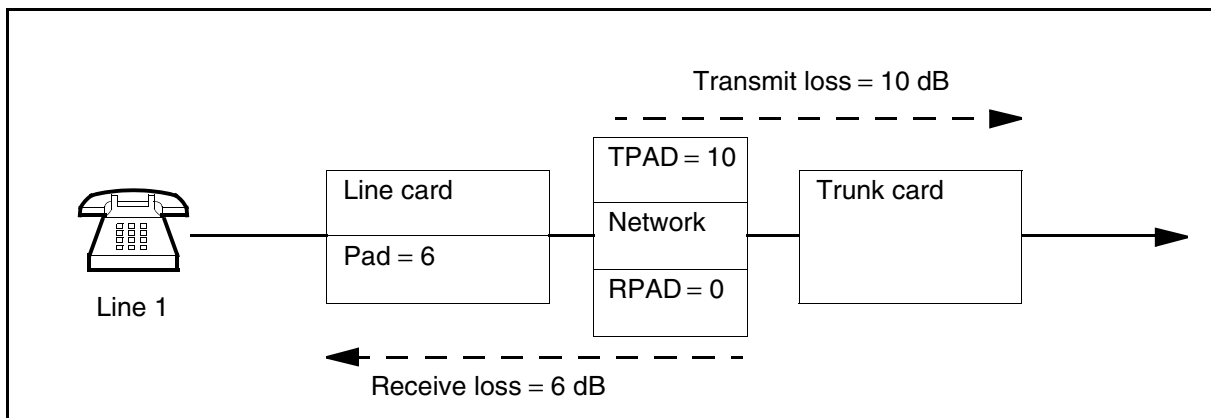 Transmit loss = 10 dB
TPAD = 10
Line card
Trunk card
Network
Pad = 6
RPAD = 0
Line 1
Receive loss = 6 dB